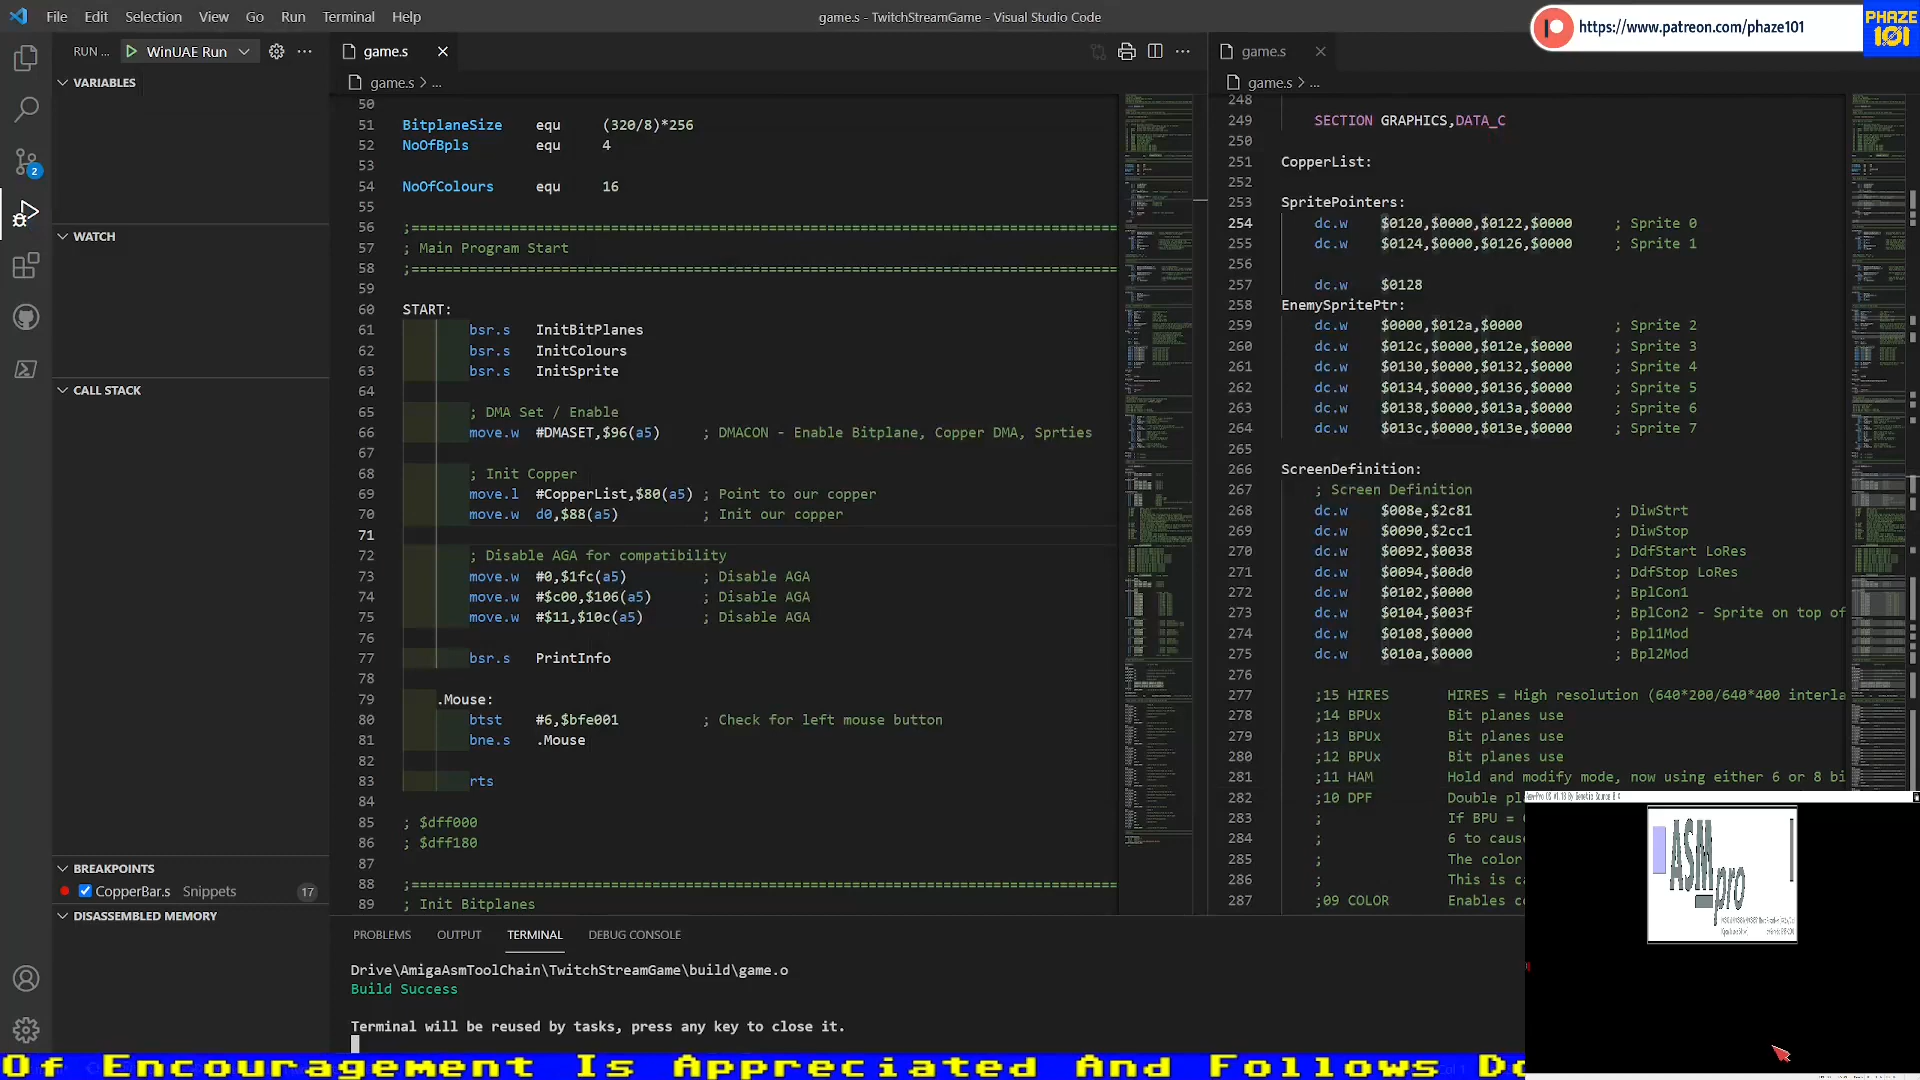 File Edit Selection View Go Run Terminal Help
game.s - TwitchStreamGame - Visual Studio Code
https://www.patreon.com/phaze101
PHAZE
101
RUN ... WinUAE Run
VARIABLES
WATCH
CALL STACK
BREAKPOINTS
CopperBar.s Snippets 17
DISASSEMBLED MEMORY
2
game.s
game.s > ...
50
51 BitplaneSize equ (320/8)*256
52 NoOfBpls equ 4
53
54 NoOfColours equ 16
55
56 ;=====================================================================================
57 ; Main Program Start
58 ;=====================================================================================
59
60 START:
61 bsr.s InitBitPlanes
62 bsr.s InitColours
63 bsr.s InitSprite
64
65 ; DMA Set / Enable
66 move.w #DMASET,$96(a5) ; DMACON - Enable Bitplane, Copper DMA, Sprties
67
68 ; Init Copper
69 move.l #CopperList,$80(a5) ; Point to our copper
70 move.w d0,$88(a5) ; Init our copper
71
72 ; Disable AGA for compatibility
73 move.w #0,$1fc(a5) ; Disable AGA
74 move.w #$c00,$106(a5) ; Disable AGA
75 move.w #$11,$10c(a5) ; Disable AGA
76
77 bsr.s PrintInfo
78
79 .Mouse:
80 btst #6,$bfe001 ; Check for left mouse button
81 bne.s .Mouse
82
83 rts
84
85 ; $dff000
86 ; $dff180
87
88 ;=====================================================================================
89 ; Init Bitplanes
game.s
game.s > ...
248
249 SECTION GRAPHICS,DATA_C
250
251 CopperList:
252
253 SpritePointers:
254 dc.w $0120,$0000,$0122,$0000 ; Sprite 0
255 dc.w $0124,$0000,$0126,$0000 ; Sprite 1
256
257 dc.w $0128
258 EnemySpritePtr:
259 dc.w $0000,$012a,$0000 ; Sprite 2
260 dc.w $012c,$0000,$012e,$0000 ; Sprite 3
261 dc.w $0130,$0000,$0132,$0000 ; Sprite 4
262 dc.w $0134,$0000,$0136,$0000 ; Sprite 5
263 dc.w $0138,$0000,$013a,$0000 ; Sprite 6
264 dc.w $013c,$0000,$013e,$0000 ; Sprite 7
265
266 ScreenDefinition:
267 ; Screen Definition
268 dc.w $008e,$2c81 ; DiwStrt
269 dc.w $0090,$2cc1 ; DiwStop
270 dc.w $0092,$0038 ; DdfStart LoRes
271 dc.w $0094,$00d0 ; DdfStop LoRes
272 dc.w $0102,$0000 ; BplCon1
273 dc.w $0104,$003f ; BplCon2 - Sprite on top of
274 dc.w $0108,$0000 ; Bpl1Mod
275 dc.w $010a,$0000 ; Bpl2Mod
276
277 ;15 HIRES HIRES = High resolution (640*200/640*400 interla
278 ;14 BPUx Bit planes use
279 ;13 BPUx Bit planes use
280 ;12 BPUx Bit planes use
281 ;11 HAM Hold and modify mode, now using either 6 or 8 bi
282 ;10 DPF Double pl
283 ; If BPU =
284 ; 6 to cause
285 ; The color
286 ; This is ca
287 ;09 COLOR Enables co
PROBLEMS OUTPUT TERMINAL DEBUG CONSOLE
Drive\AmigaAsmToolChain\TwitchStreamGame\build\game.o
Build Success
Terminal will be reused by tasks, press any key to close it.
ASM
pro
Of Encouragement Is Appreciated And Follows Do